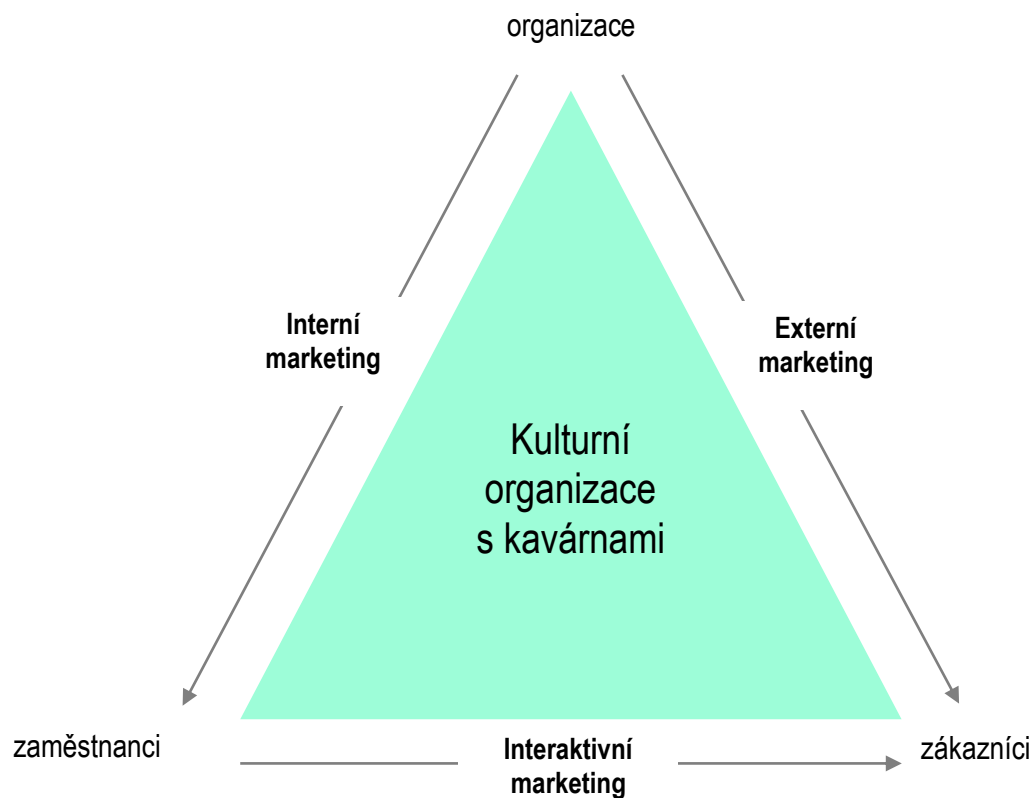 organizace
Interní
marketing
Externí
marketing
Kulturní
organizace
s kavárnami
zaměstnanci
Interaktivní
marketing
zákazníci